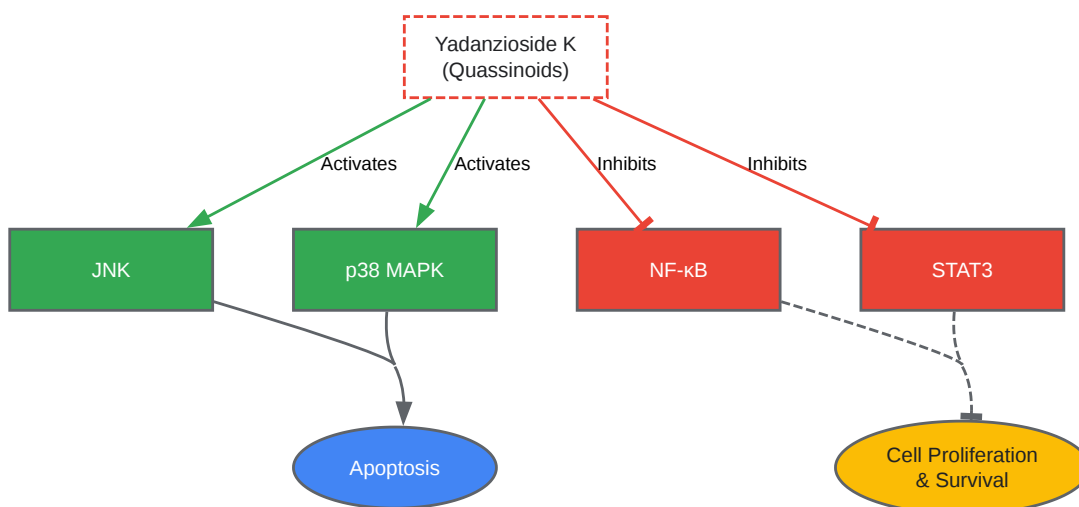 Yadanzioside K
(Quassinoids)
Activates
Activates
Inhibits
Inhibits
JNK
p38 MAPK
NF-κB
STAT3
Apoptosis
Cell Proliferation
& Survival